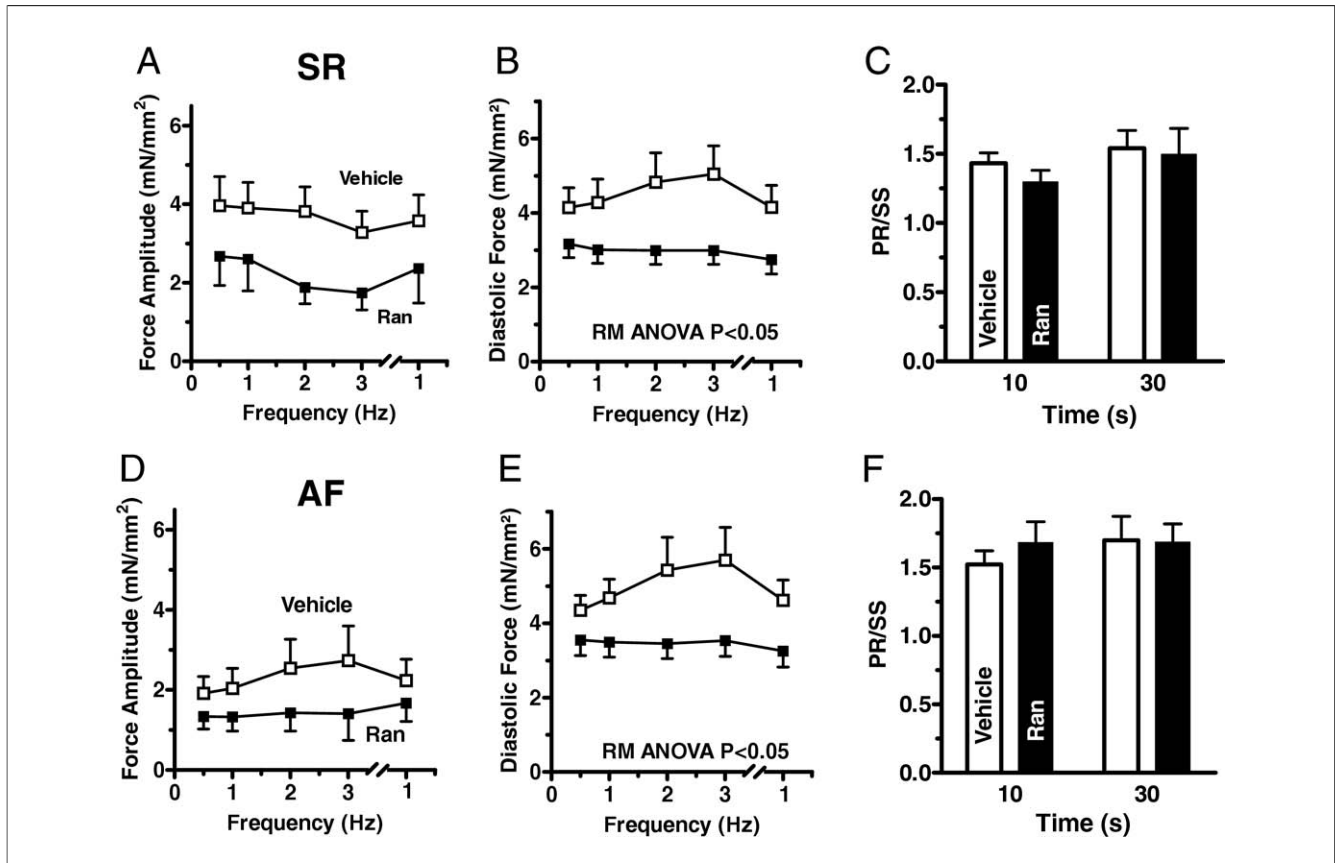 A
SR
Force Amplitude (mN/mm²)
6
4
2
0
Vehicle
Ran
0 1 2 3 1
Frequency (Hz)
B
Diastolic Force (mN/mm²)
6
4
2
0
RM ANOVA P<0.05
0 1 2 3 1
Frequency (Hz)
C
PR/SS
2.0
1.5
1.0
0.5
0.0
Vehicle
Ran
10 30
Time (s)
D
AF
Force Amplitude (mN/mm²)
6
4
2
0
Vehicle
Ran
0 1 2 3 1
Frequency (Hz)
E
Diastolic Force (mN/mm²)
6
4
2
0
RM ANOVA P<0.05
0 1 2 3 1
Frequency (Hz)
F
PR/SS
2.0
1.5
1.0
0.5
0.0
Vehicle
Ran
10 30
Time (s)